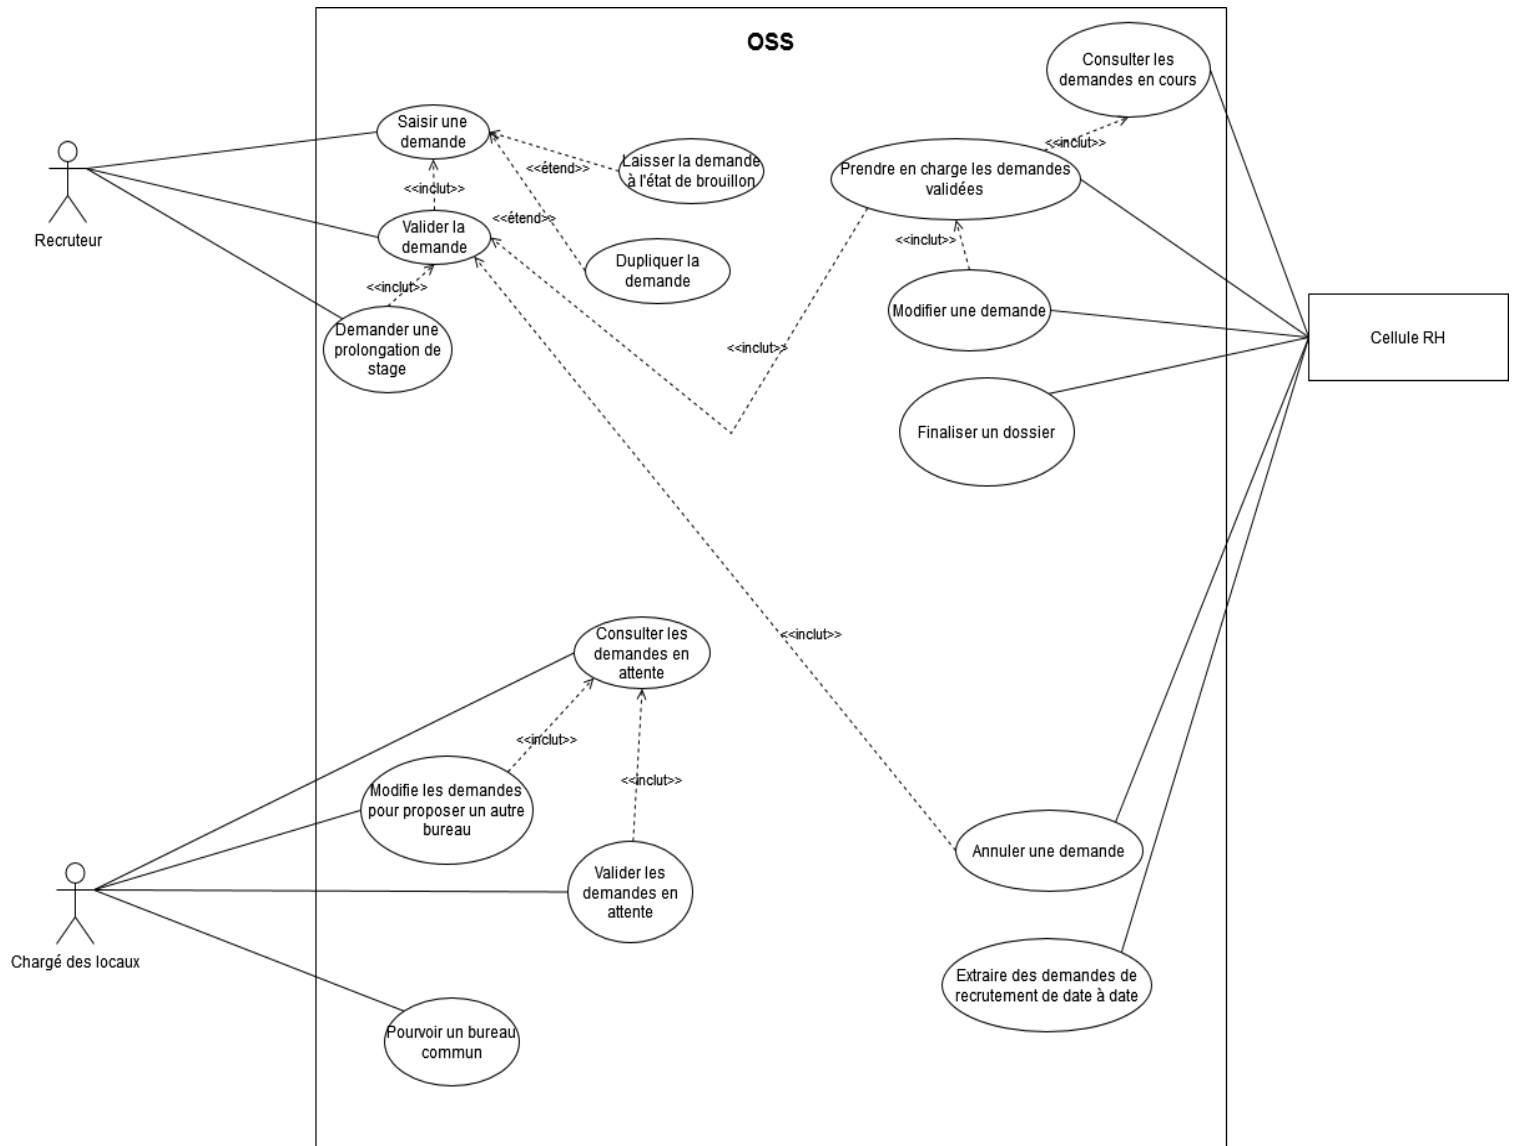 OSS
Consulter les
demandes en cours
Saisir une
demande
<<inclut>>
Laisser la demande
à l'état de brouillon
<<étend>>
Prendre en charge les demandes
validées
<<inclut>>
<<étend>>
Valider la
demande
Recruteur
<<inclut>>
Dupliquer la
demande
<<inclut>>
Modifier une demande
Demander une
prolongation de
stage
<<inclut>>
Cellule RH
Finaliser un dossier
<<inclut>>
Consulter les
demandes en
attente
<<inclut>>
<<inclut>>
Modifie les demandes
pour proposer un autre
bureau
Annuler une demande
Valider les
demandes en
attente
Chargé des locaux
Extraire des demandes de
recrutement de date à date
Pourvoir un bureau
commun